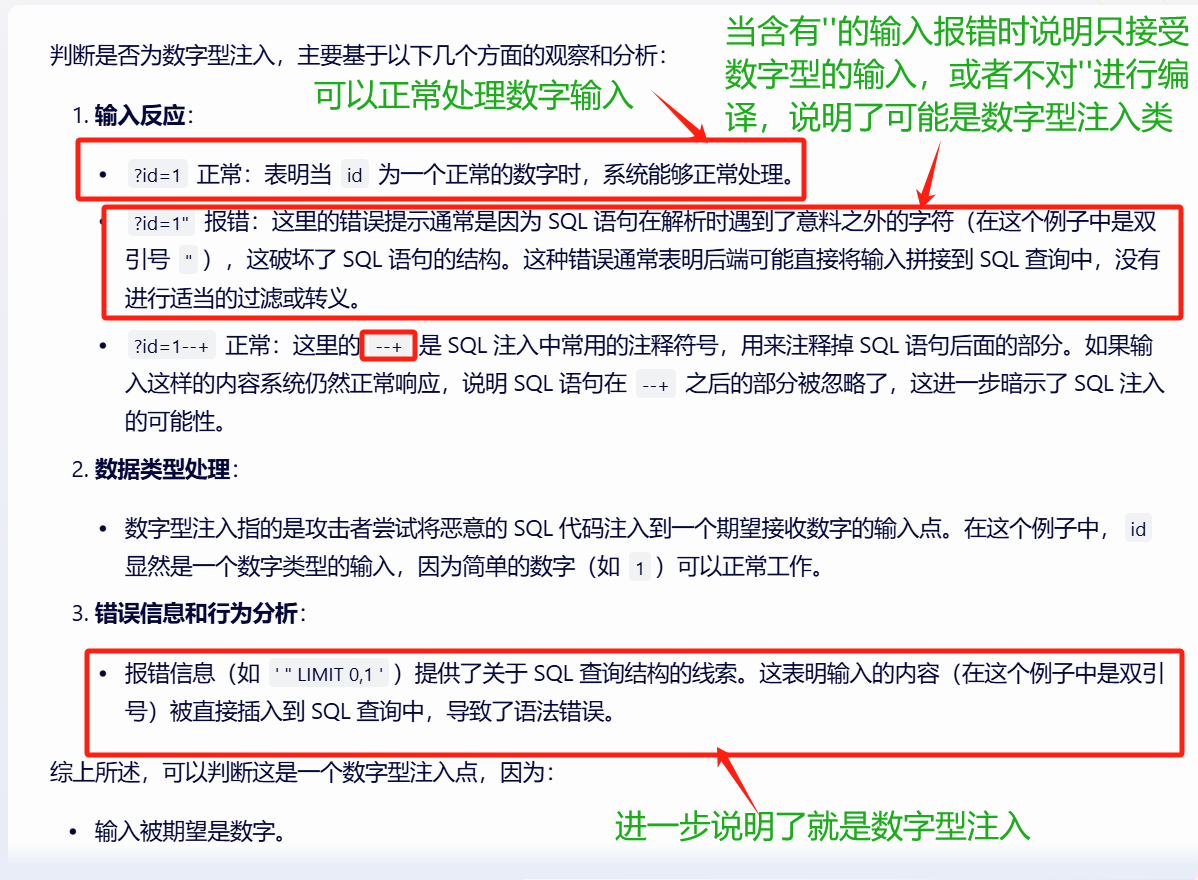 当含有''的输入报错时说明只接受
数字型的输入，或者不对''进行编
译，说明了可能是数字型注入类
判断是否为数字型注入，主要基于以下几个方面的观察和分析：
可以正常处理数字输入
1. 输入反应：
• ?id=1 正常：表明当 id 为一个正常的数字时，系统能够正常处理。
• ?id=1" 报错：这里的错误提示通常是因为 SQL 语句在解析时遇到了意料之外的字符（在这个例子中是双
引号 " ），这破坏了 SQL 语句的结构。这种错误通常表明后端可能直接将输入拼接到 SQL 查询中，没有
进行适当的过滤或转义。
• ?id=1--+ 正常：这里的 --+ 是 SQL 注入中常用的注释符号，用来注释掉 SQL 语句后面的部分。如果输
入这样的内容系统仍然正常响应，说明 SQL 语句在 --+ 之后的部分被忽略了，这进一步暗示了 SQL 注入
的可能性。
2. 数据类型处理：
• 数字型注入指的是攻击者尝试将恶意的 SQL 代码注入到一个期望接收数字的输入点。在这个例子中， id
显然是一个数字类型的输入，因为简单的数字（如 1 ）可以正常工作。
3. 错误信息和行为分析：
• 报错信息（如 ' " LIMIT 0,1 ' ）提供了关于 SQL 查询结构的线索。这表明输入的内容（在这个例子中是双引
号）被直接插入到 SQL 查询中，导致了语法错误。
综上所述，可以判断这是一个数字型注入点，因为：
进一步说明了就是数字型注入
• 输入被期望是数字。